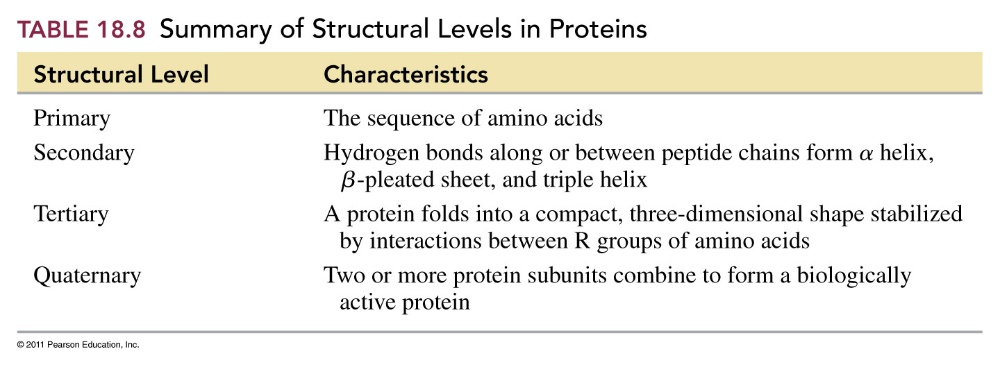 TABLE 18.8 Summary of Structural Levels in Proteins
Structural Level Characteristics
Primary The sequence of amino acids
Secondary Hydrogen bonds along or between peptide chains form α helix,
β-pleated sheet, and triple helix
Tertiary A protein folds into a compact, three-dimensional shape stabilized
by interactions between R groups of amino acids
Quaternary Two or more protein subunits combine to form a biologically
active protein
© 2011 Pearson Education, Inc.